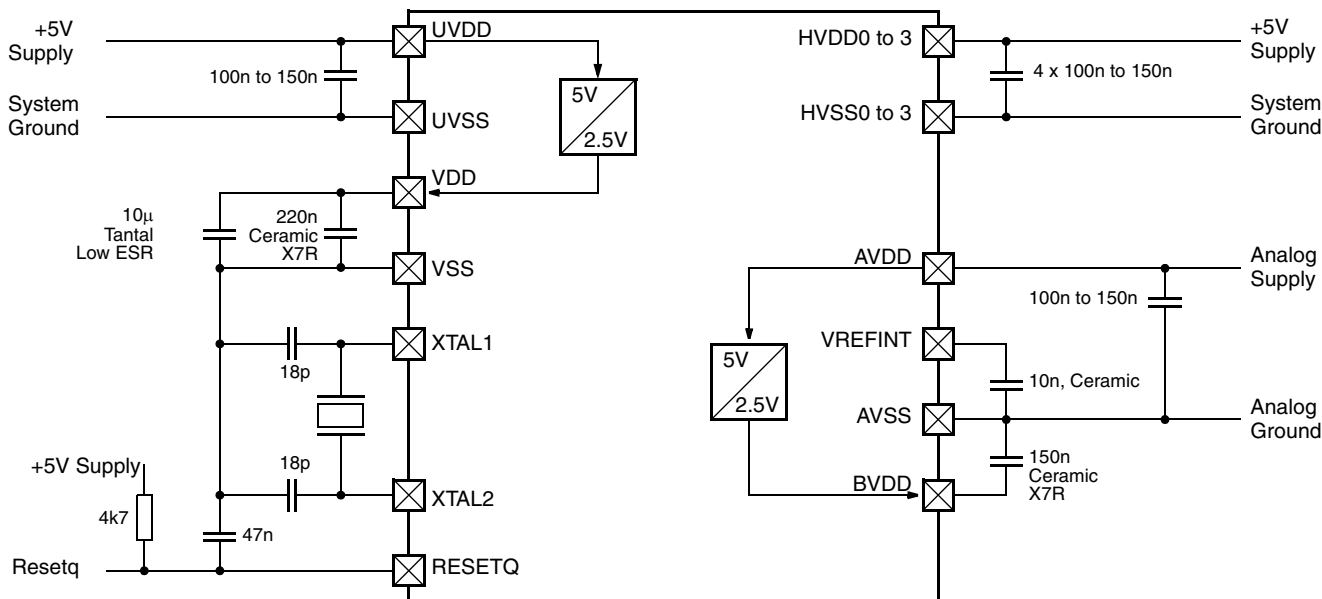 +5V
Supply
100n to 150n
UVDD
5V
2.5V
System
Ground
UVSS
VDD
10μ
Tantal
Low ESR
220n
Ceramic
X7R
VSS
XTAL1
18p
18p
XTAL2
+5V Supply
4k7
47n
Resetq
RESETQ
HVDD0 to 3
+5V
Supply
4 x 100n to 150n
HVSS0 to 3
System
Ground
AVDD
Analog
Supply
100n to 150n
VREFINT
5V
2.5V
10n, Ceramic
AVSS
Analog
Ground
150n
Ceramic
X7R
BVDD